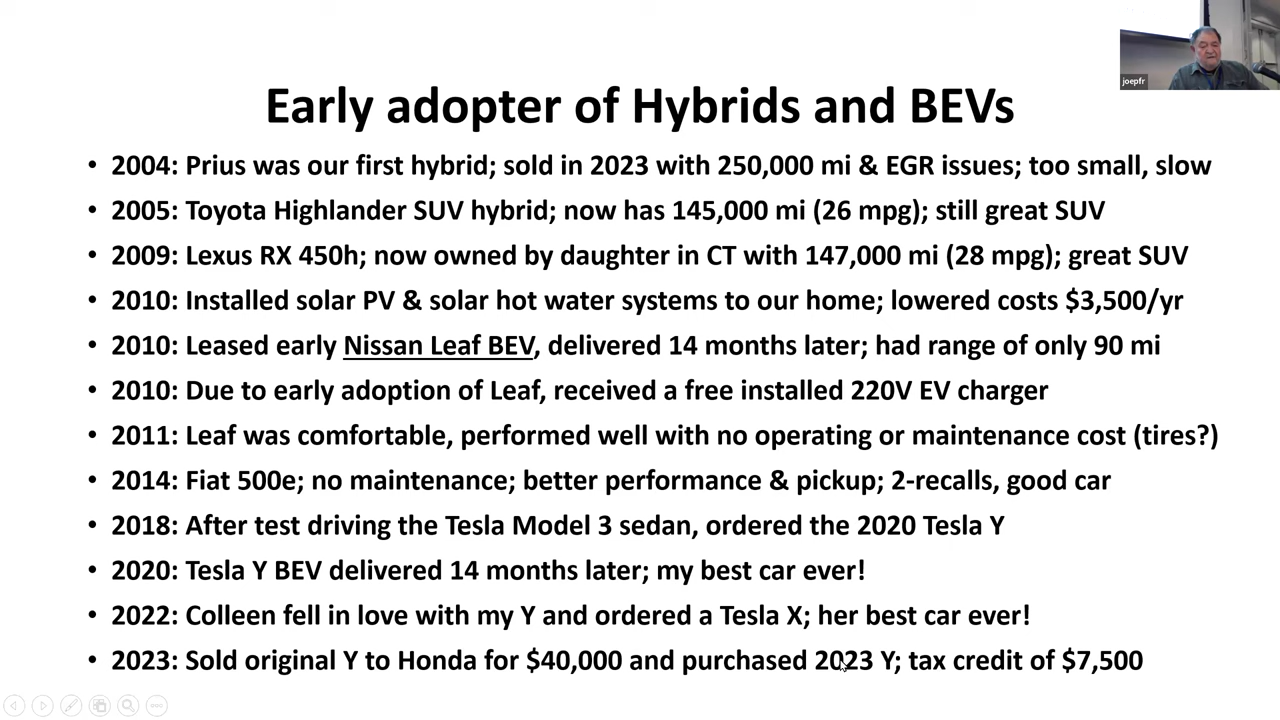 joepfr
Early adopter of Hybrids and BEVs
• 2004: Prius was our first hybrid; sold in 2023 with 250,000 mi & EGR issues; too small, slow
• 2005: Toyota Highlander SUV hybrid; now has 145,000 mi (26 mpg); still great SUV
• 2009: Lexus RX 450h; now owned by daughter in CT with 147,000 mi (28 mpg); great SUV
• 2010: Installed solar PV & solar hot water systems to our home; lowered costs $3,500/yr
• 2010: Leased early Nissan Leaf BEV, delivered 14 months later; had range of only 90 mi
• 2010: Due to early adoption of Leaf, received a free installed 220V EV charger
• 2011: Leaf was comfortable, performed well with no operating or maintenance cost (tires?)
• 2014: Fiat 500e; no maintenance; better performance & pickup; 2-recalls, good car
• 2018: After test driving the Tesla Model 3 sedan, ordered the 2020 Tesla Y
• 2020: Tesla Y BEV delivered 14 months later; my best car ever!
• 2022: Colleen fell in love with my Y and ordered a Tesla X; her best car ever!
• 2023: Sold original Y to Honda for $40,000 and purchased 2023 Y; tax credit of $7,500